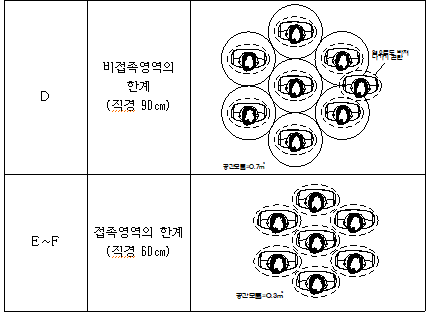 D
비접촉영역의
한계
(직경 90cm)
공간모듈=0.7㎡
E~F
접촉영역의 한계
(직경 60cm)
공간모듈=0.3㎡